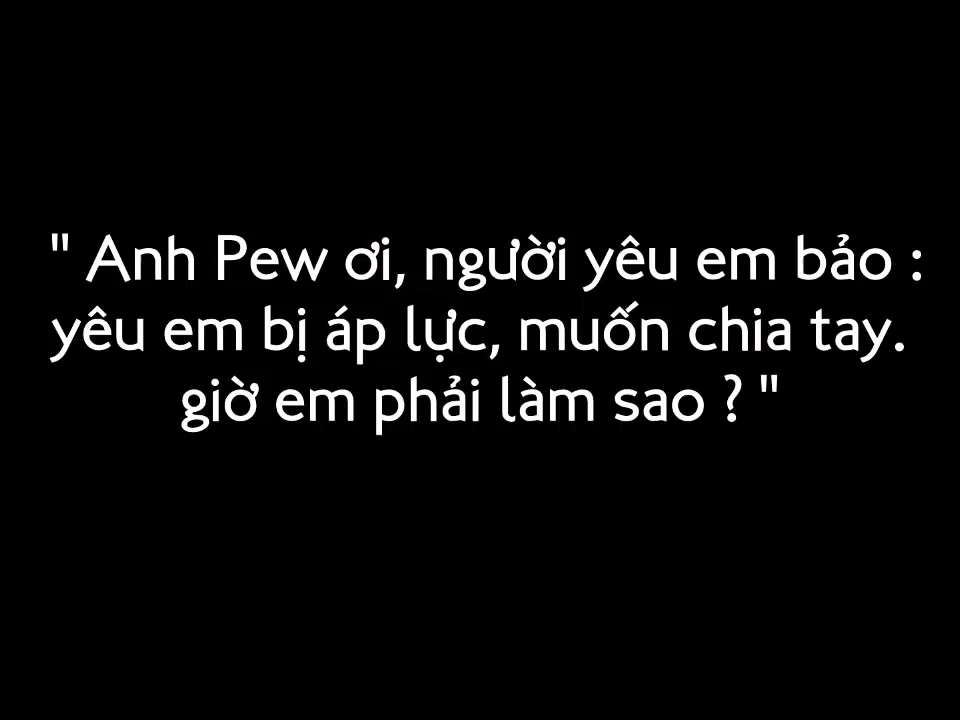 " Anh Pew ơi, người yêu em bảo :
yêu em bị áp lực, muốn chia tay.
giờ em phải làm sao ? "